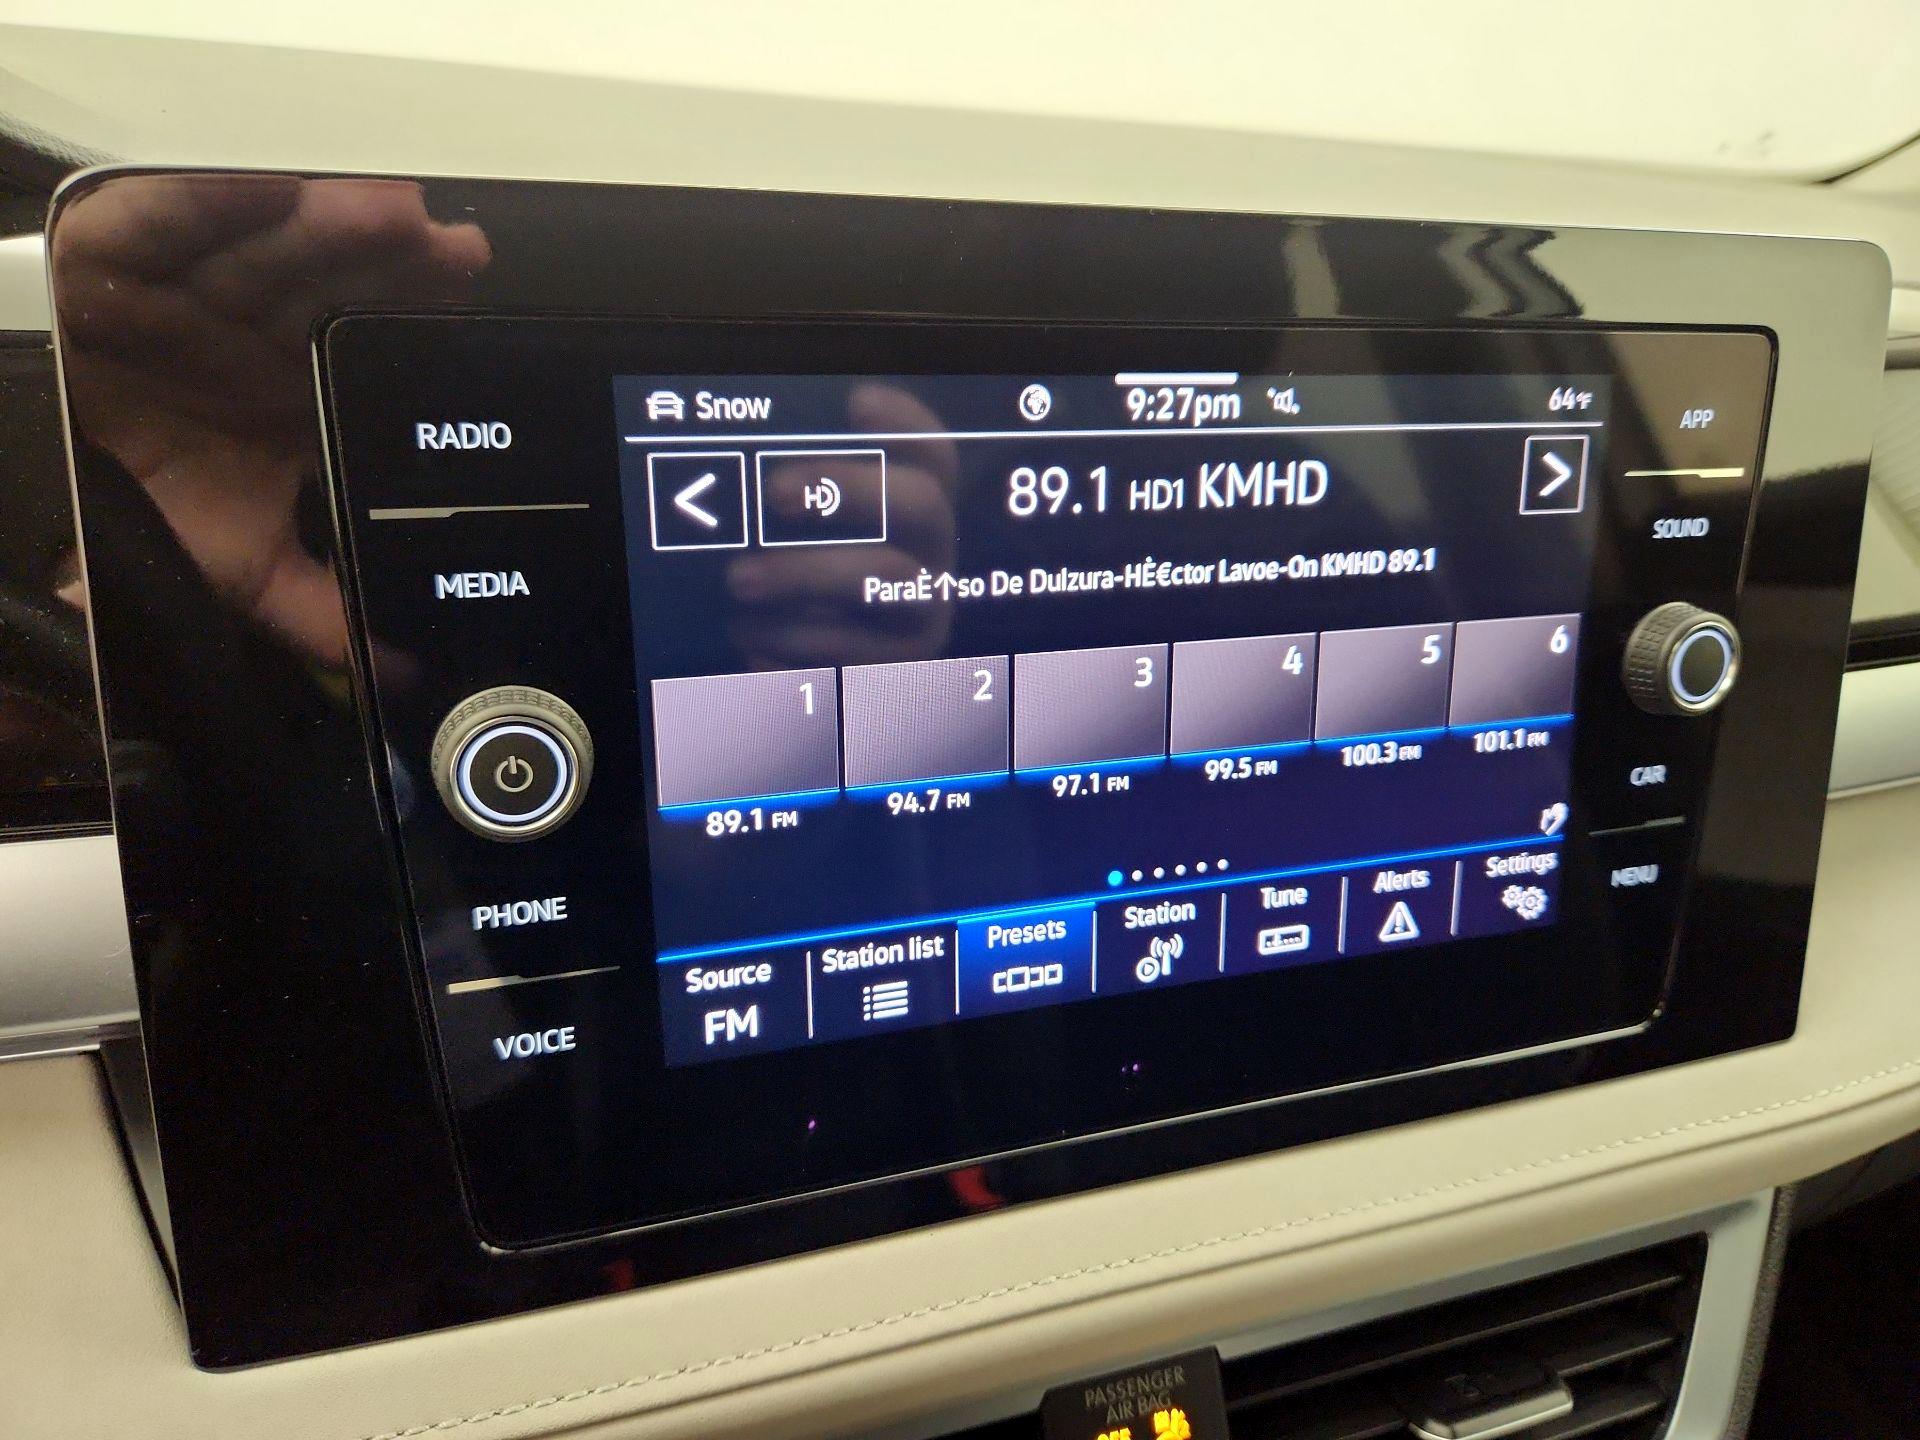 RADIO
MEDIA
PHONE
VOICE
Snow
9:27pm
64°F
HD
89.1 HD1 KMHD
ParaÈ↑so De Dulzura-HÈ€ctor Lavoe-On KMHD 89.1
1
2
3
4
5
6
89.1 FM
94.7 FM
97.1 FM
99.5 FM
100.3 FM
101.1 FM
Source
FM
Station list
Presets
Station
Tune
Alerts
Settings
APP
SOUND
CAR
MENU
PASSENGER
AIR BAG
OFF